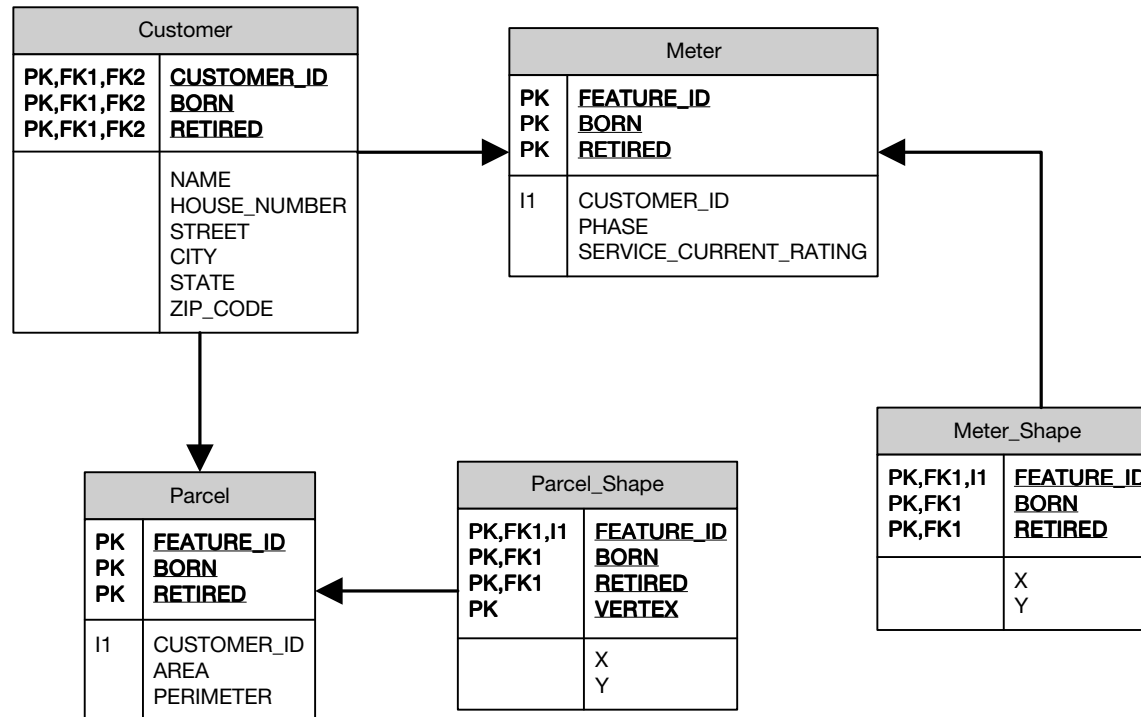 Customer
PK,FK1,FK2 CUSTOMER_ID
PK,FK1,FK2 BORN
PK,FK1,FK2 RETIRED
NAME
HOUSE_NUMBER
STREET
CITY
STATE
ZIP_CODE
Meter
PK FEATURE_ID
PK BORN
PK RETIRED
I1 CUSTOMER_ID
PHASE
SERVICE_CURRENT_RATING
Parcel
PK FEATURE_ID
PK BORN
PK RETIRED
I1 CUSTOMER_ID
AREA
PERIMETER
Parcel_Shape
PK,FK1,I1 FEATURE_ID
PK,FK1 BORN
PK,FK1 RETIRED
PK VERTEX
X
Y
Meter_Shape
PK,FK1,I1 FEATURE_ID
PK,FK1 BORN
PK,FK1 RETIRED
X
Y